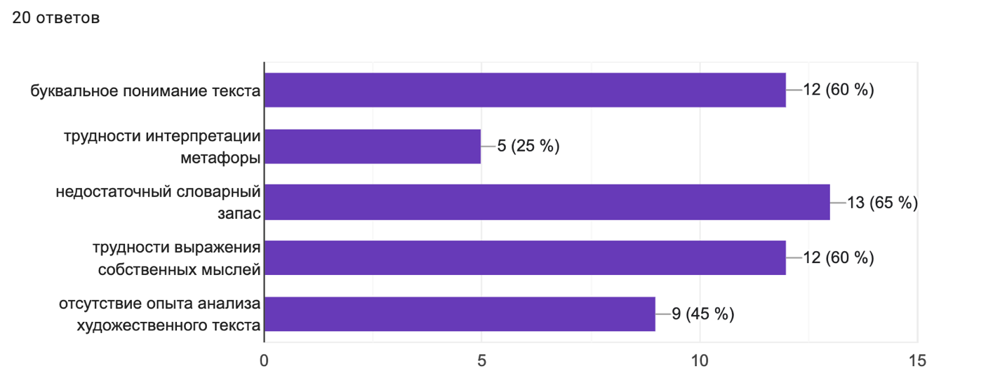 20 ответов
буквальное понимание текста
12 (60 %)
трудности интерпретации
метафоры
5 (25 %)
недостаточный словарный
запас
13 (65 %)
трудности выражения
собственных мыслей
12 (60 %)
отсутствие опыта анализа
художественного текста
9 (45 %)
0
5
10
15